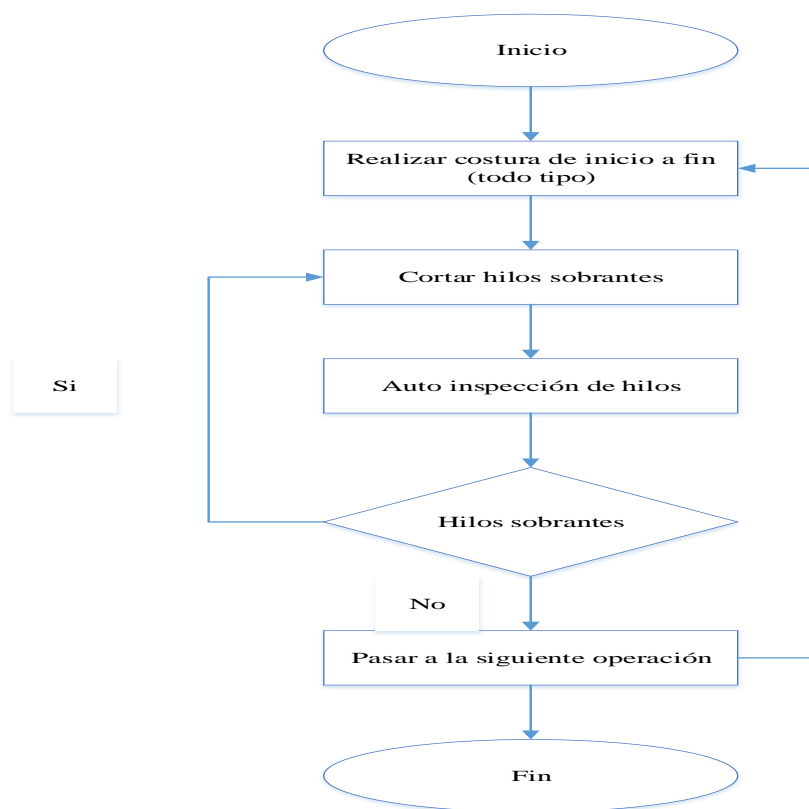 Inicio
Realizar costura de inicio a fin
(todo tipo)
Cortar hilos sobrantes
Si
Auto inspección de hilos
Hilos sobrantes
No
Pasar a la siguiente operación
Fin